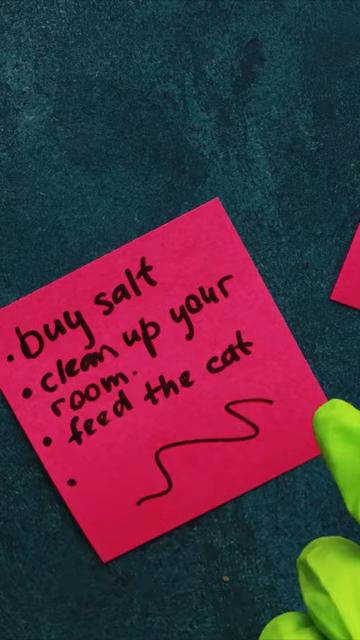 • buy salt
• clean up your
room.
• feed the cat
•